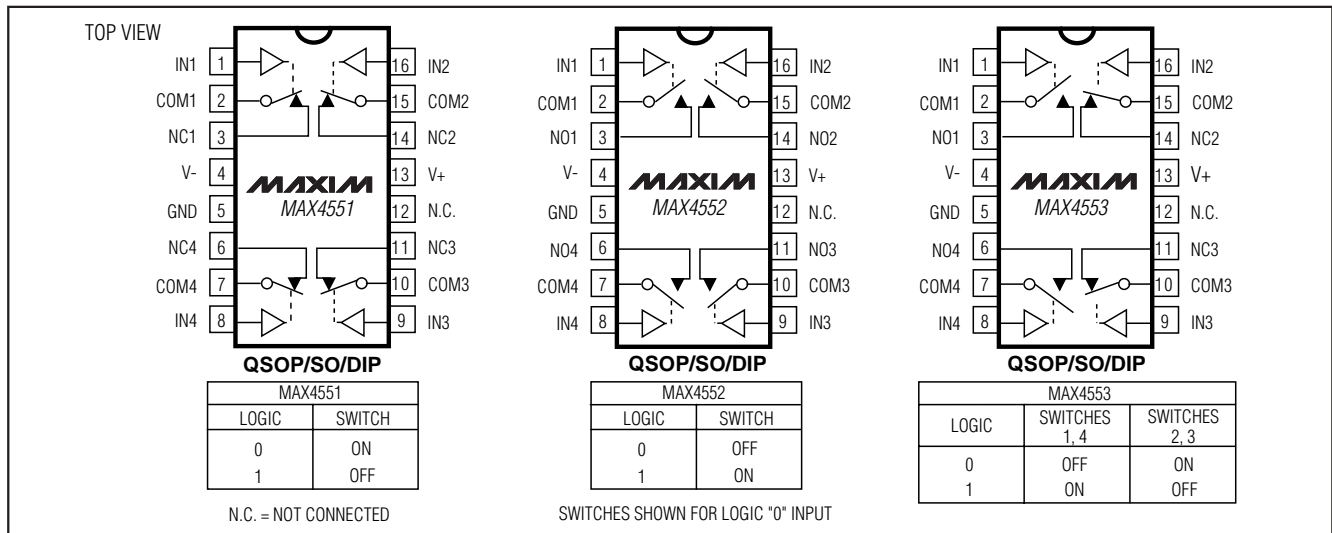 TOP VIEW
IN1 1 16 IN2
COM1 2 15 COM2
NC1 3 14 NC2
V- 4 13 V+
GND 5 12 N.C.
NC4 6 11 NC3
COM4 7 10 COM3
IN4 8 9 IN3
MAXIM
MAX4551
QSOP/SO/DIP
MAX4551
LOGIC SWITCH
0 ON
1 OFF
N.C. = NOT CONNECTED
IN1 1 16 IN2
COM1 2 15 COM2
NO1 3 14 NO2
V- 4 13 V+
GND 5 12 N.C.
NO4 6 11 NO3
COM4 7 10 COM3
IN4 8 9 IN3
MAXIM
MAX4552
QSOP/SO/DIP
MAX4552
LOGIC SWITCH
0 OFF
1 ON
SWITCHES SHOWN FOR LOGIC "0" INPUT
IN1 1 16 IN2
COM1 2 15 COM2
NO1 3 14 NC2
V- 4 13 V+
GND 5 12 N.C.
NO4 6 11 NC3
COM4 7 10 COM3
IN4 8 9 IN3
MAXIM
MAX4553
QSOP/SO/DIP
MAX4553
LOGIC SWITCHES 1, 4 SWITCHES 2, 3
0 OFF ON
1 ON OFF